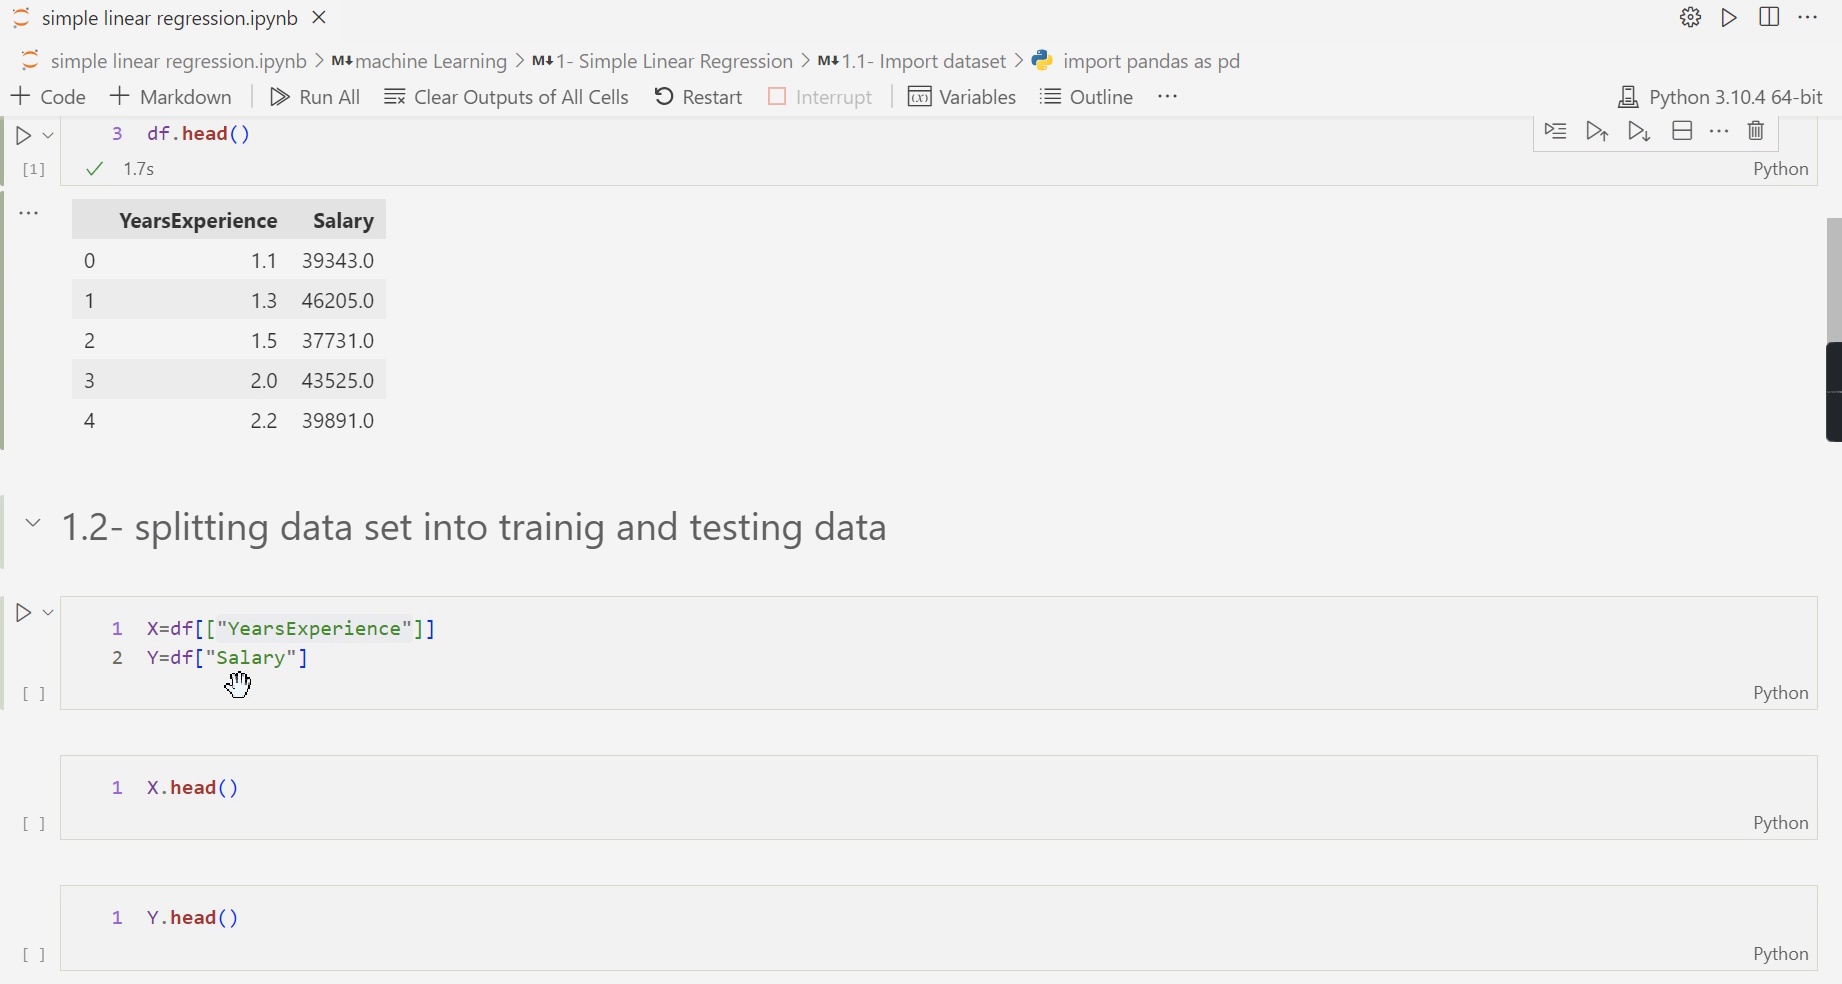 simple linear regression.ipynb
simple linear regression.ipynb > M↓ machine Learning > M↓ 1- Simple Linear Regression > M↓ 1.1- Import dataset > import pandas as pd
+ Code + Markdown Run All Clear Outputs of All Cells Restart Interrupt (x) Variables Outline ··· Python 3.10.4 64-bit
3 df.head()
[1] ✓ 1.7s Python
YearsExperience Salary
0 1.1 39343.0
1 1.3 46205.0
2 1.5 37731.0
3 2.0 43525.0
4 2.2 39891.0
1.2- splitting data set into trainig and testing data
1 X=df[["YearsExperience"]]
2 Y=df["Salary"]
[ ] Python
1 X.head()
[ ] Python
1 Y.head()
[ ] Python